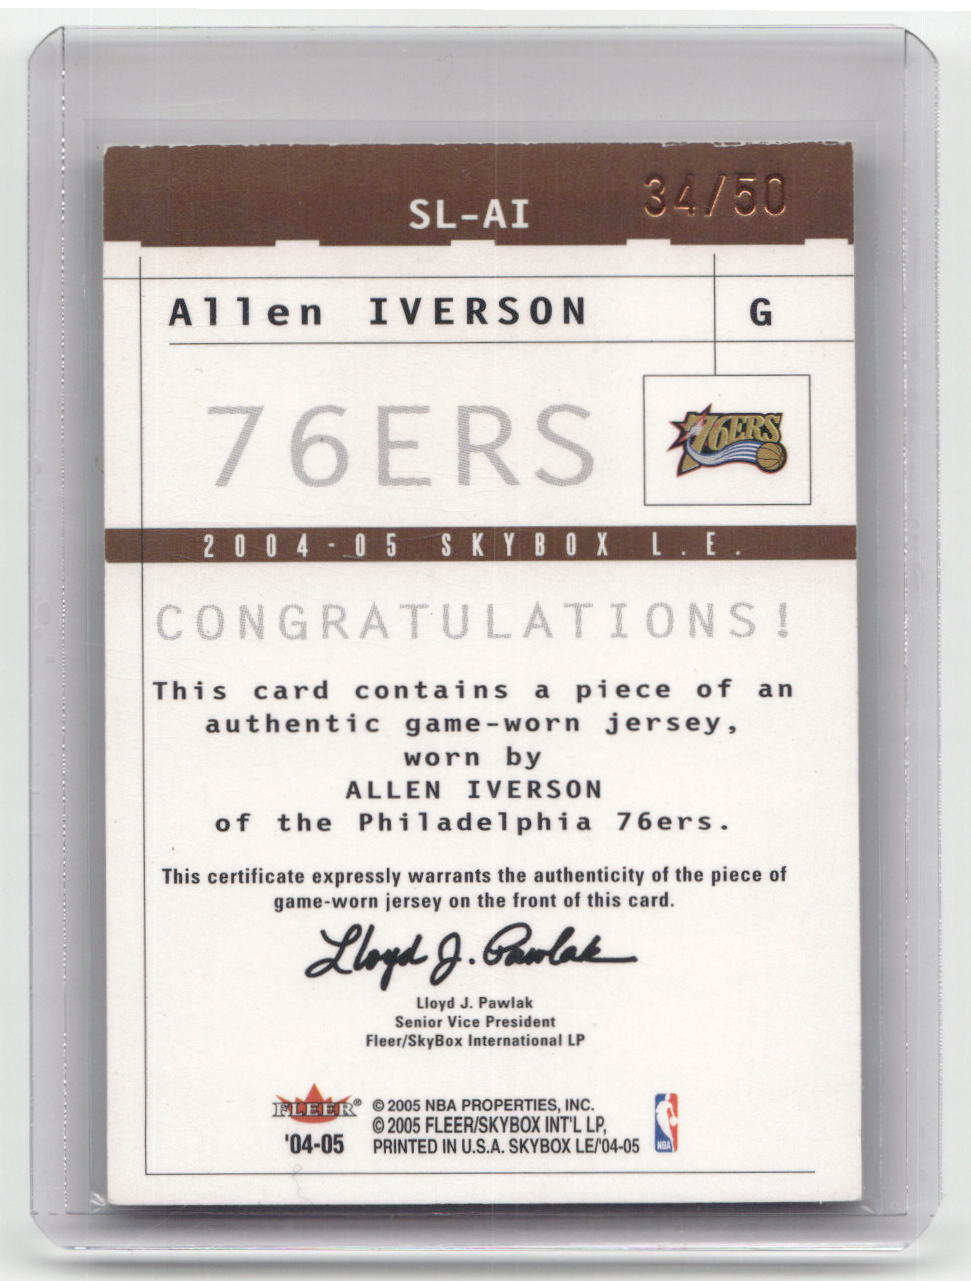 34/50
SL-AI
Allen IVERSON G
76ERS
76ERS
2004-05 SKYBOX L.E.
CONGRATULATIONS!
This card contains a piece of an
authentic game-worn jersey,
worn by
ALLEN IVERSON
of the Philadelphia 76ers.
This certificate expressly warrants the authenticity of the piece of
game-worn jersey on the front of this card.
Lloyd J. Pawlak
Lloyd J. Pawlak
Senior Vice President
Fleer/SkyBox International LP
FLEER®
'04-05
© 2005 NBA PROPERTIES, INC.
© 2005 FLEER/SKYBOX INT'L LP,
PRINTED IN U.S.A. SKYBOX LE/'04-05
NBA